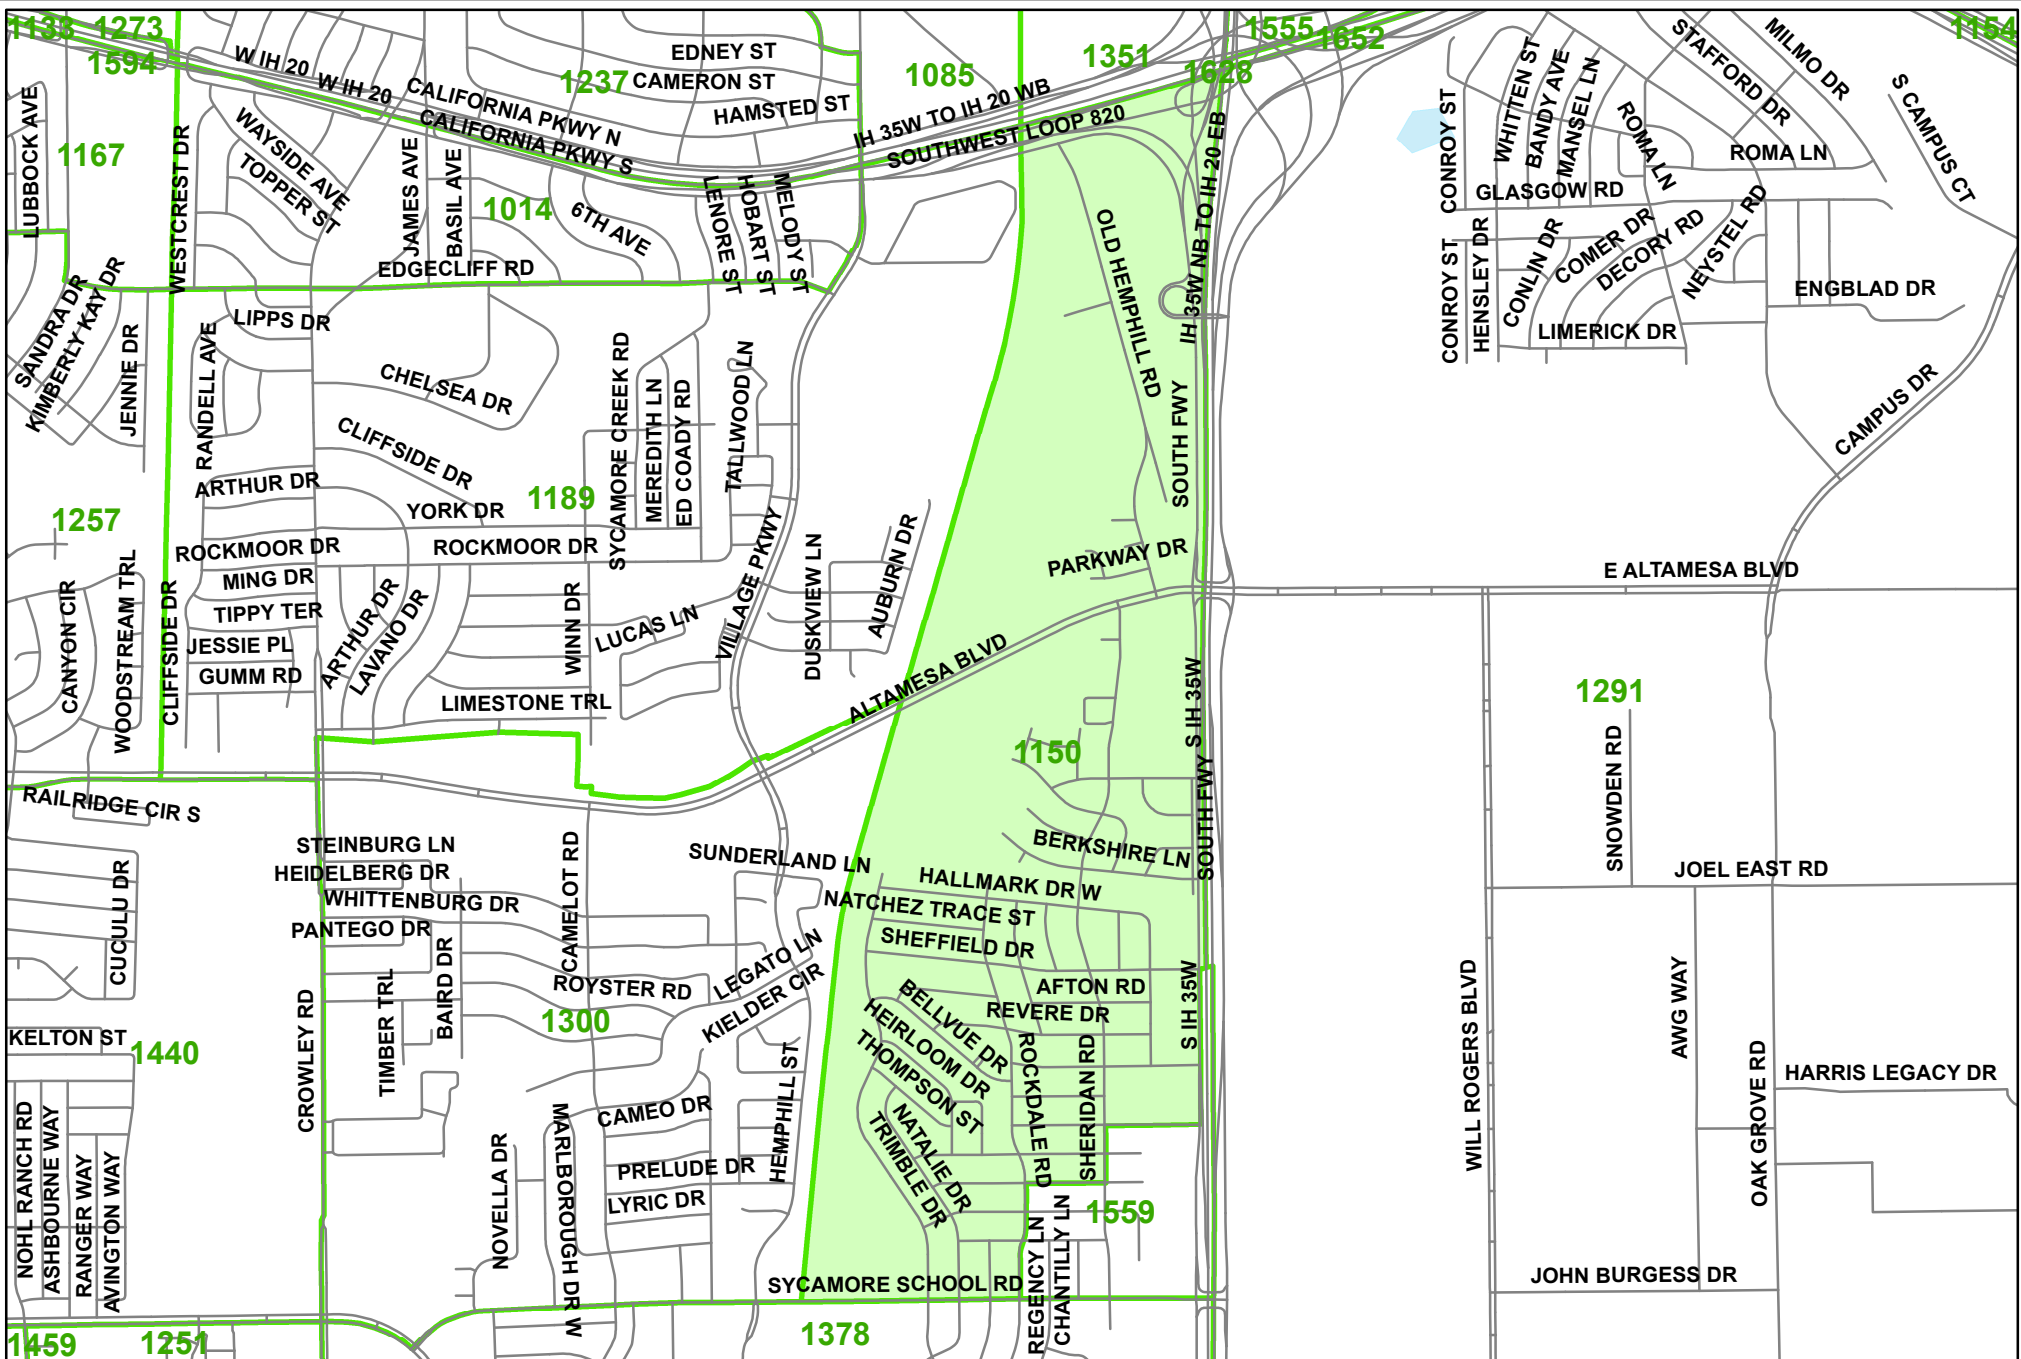 1133
1273
1594
W IH 20
W IH 20
CALIFORNIA PKWY N
CALIFORNIA PKWY S
1237
EDNEY ST
CAMERON ST
HAMSTED ST
1085
1351
1555
1652
1628
1154
IH 35W TO IH 20 WB
SOUTHWEST LOOP 820
IH 35W NB TO IH 20 EB
STAFFORD DR
MILMO DR
S CAMPUS CT
WHITTEN ST
BANDY AVE
MANSEL LN
ROMA LN
ROMA LN
CONROY ST
GLASGOW RD
CONROY ST
HENSLEY DR
CONLIN DR
COMER DR
DECORY RD
NEYSTEL RD
LIMERICK DR
ENGBLAD DR
CAMPUS DR
LUBBOCK AVE
1167
WESTCREST DR
WAYSIDE AVE
TOPPER ST
JAMES AVE
BASIL AVE
1014
6TH AVE
LENORE ST
HOBART ST
MELODY ST
EDGECLIFF RD
OLD HEMPHILL RD
SOUTH FWY
SANDRA DR
KIMBERLY KAY DR
JENNIE DR
LIPPS DR
RANDELL AVE
CHELSEA DR
CLIFFSIDE DR
SYCAMORE CREEK RD
MEREDITH LN
ED COADY RD
TALLWOOD LN
ARTHUR DR
YORK DR
1189
1257
ROCKMOOR DR
ROCKMOOR DR
MING DR
TIPPY TER
JESSIE PL
GUMM RD
ARTHUR DR
LAVANO DR
WINN DR
LUCAS LN
LIMESTONE TRL
VILLAGE PKWY
DUSKVIEW LN
AUBURN DR
PARKWAY DR
ALTAMESA BLVD
E ALTAMESA BLVD
CANYON CIR
WOODSTREAM TRL
CLIFFSIDE DR
1150
S IH 35W
SOUTH FWY
1291
SNOWDEN RD
RAILRIDGE CIR S
STEINBURG LN
HEIDELBERG DR
WHITTENBURG DR
PANTEGO DR
CAMELOT RD
SUNDERLAND LN
BERKSHIRE LN
HALLMARK DR W
NATCHEZ TRACE ST
SHEFFIELD DR
JOEL EAST RD
CUCULU DR
CROWLEY RD
TIMBER TRL
BAIRD DR
ROYSTER RD
1300
LEGATO LN
KIELDER CIR
AFTON RD
REVERE DR
BELLVUE DR
HEIRLOOM DR
THOMPSON ST
NATALIE DR
TRIMBLE DR
ROCKDALE RD
SHERIDAN RD
S IH 35W
WILL ROGERS BLVD
AWG WAY
OAK GROVE RD
HARRIS LEGACY DR
KELTON ST
1440
NOHL RANCH RD
ASHBOURNE WAY
RANGER WAY
AVINGTON WAY
NOVELLA DR
MARLBOROUGH DR W
CAMEO DR
PRELUDE DR
LYRIC DR
HEMPHILL ST
1559
REGENCY LN
CHANTILLY LN
SYCAMORE SCHOOL RD
JOHN BURGESS DR
1459
1251
1378